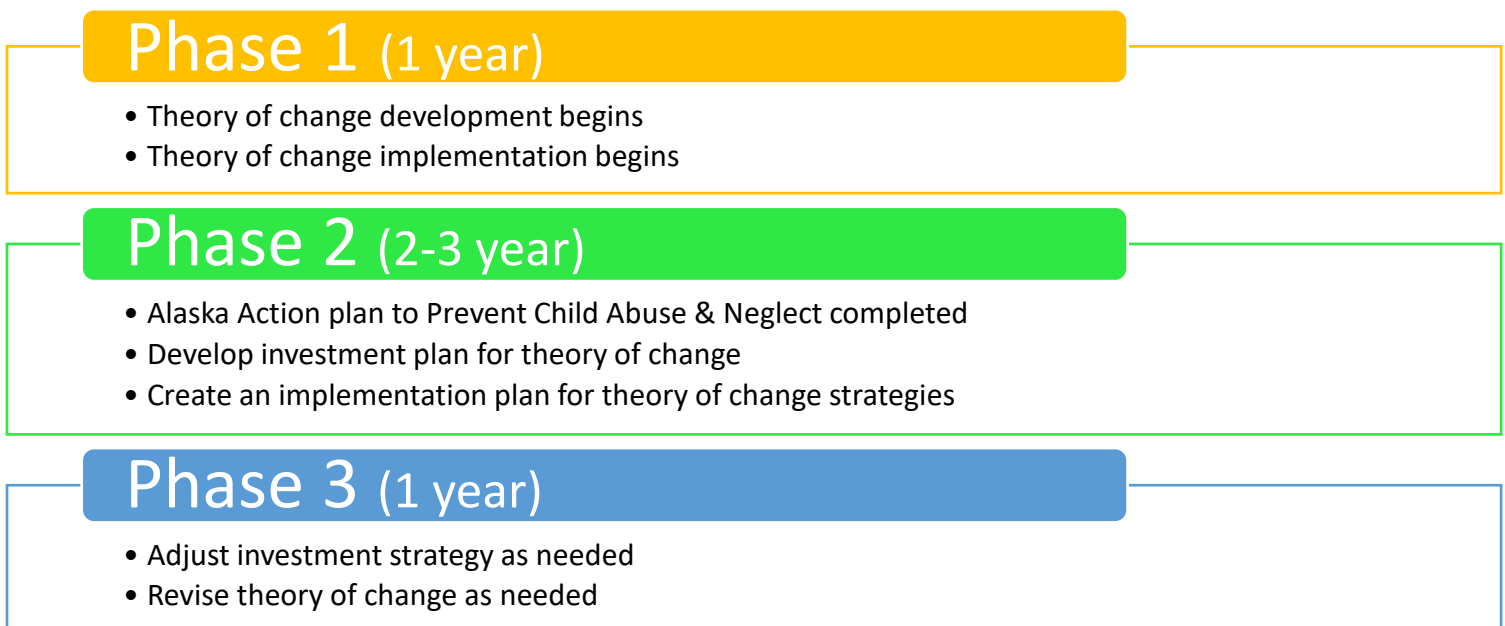 Phase 1 (1 year)
• Theory of change development begins
• Theory of change implementation begins
Phase 2 (2-3 year)
• Alaska Action plan to Prevent Child Abuse & Neglect completed
• Develop investment plan for theory of change
• Create an implementation plan for theory of change strategies
Phase 3 (1 year)
• Adjust investment strategy as needed
• Revise theory of change as needed